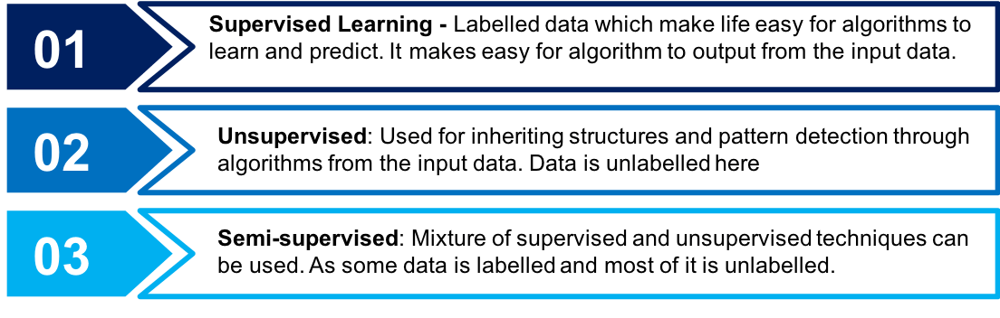 01
Supervised Learning - Labelled data which make life easy for algorithms to
learn and predict. It makes easy for algorithm to output from the input data.
02
Unsupervised: Used for inheriting structures and pattern detection through
algorithms from the input data. Data is unlabelled here
03
Semi-supervised: Mixture of supervised and unsupervised techniques can
be used. As some data is labelled and most of it is unlabelled.